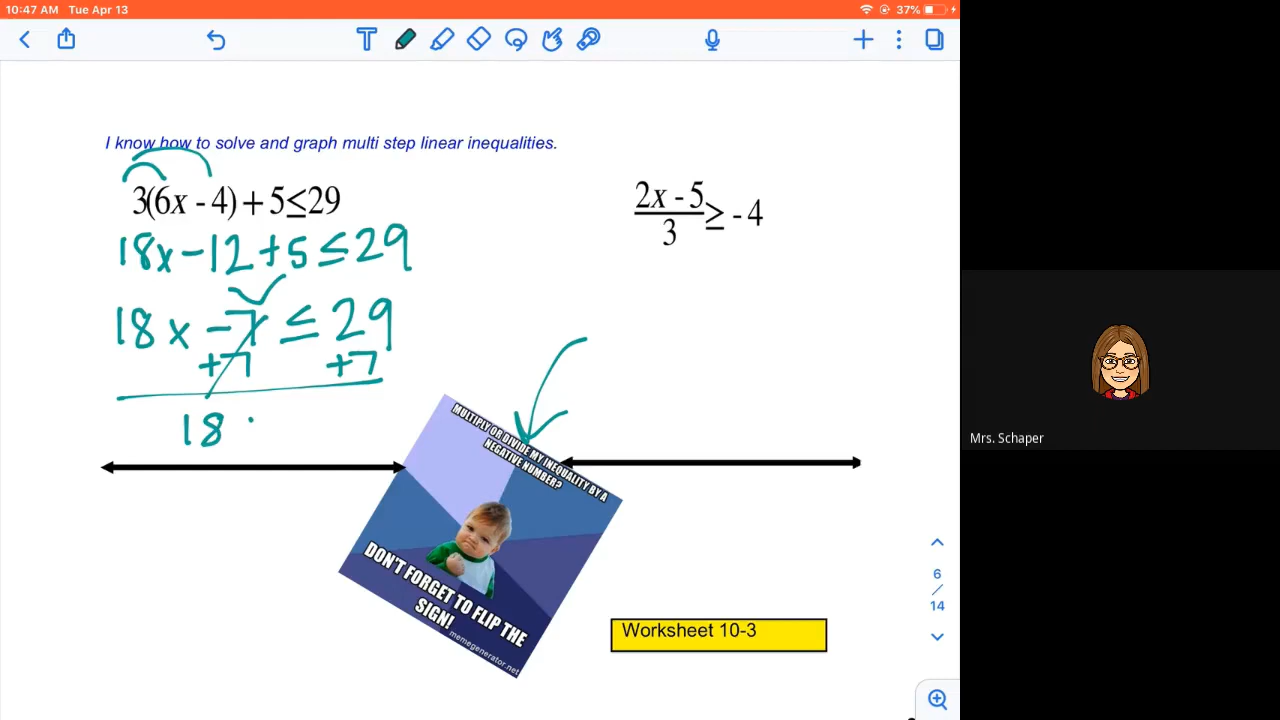 10:47 AM Tue Apr 13
37%
I know how to solve and graph multi step linear inequalities.
3(6x - 4) + 5 ≤ 29
18x - 12 + 5 ≤ 29
18x - 7 ≤ 29
+7 +7
18
2x - 5
3
≥ - 4
MULTIPLY OR DIVIDE MY INEQUALITY BY A
NEGATIVE NUMBER?
DON'T FORGET TO FLIP THE
SIGN!
memegenerator.net
Worksheet 10-3
6
/
14
Mrs. Schaper